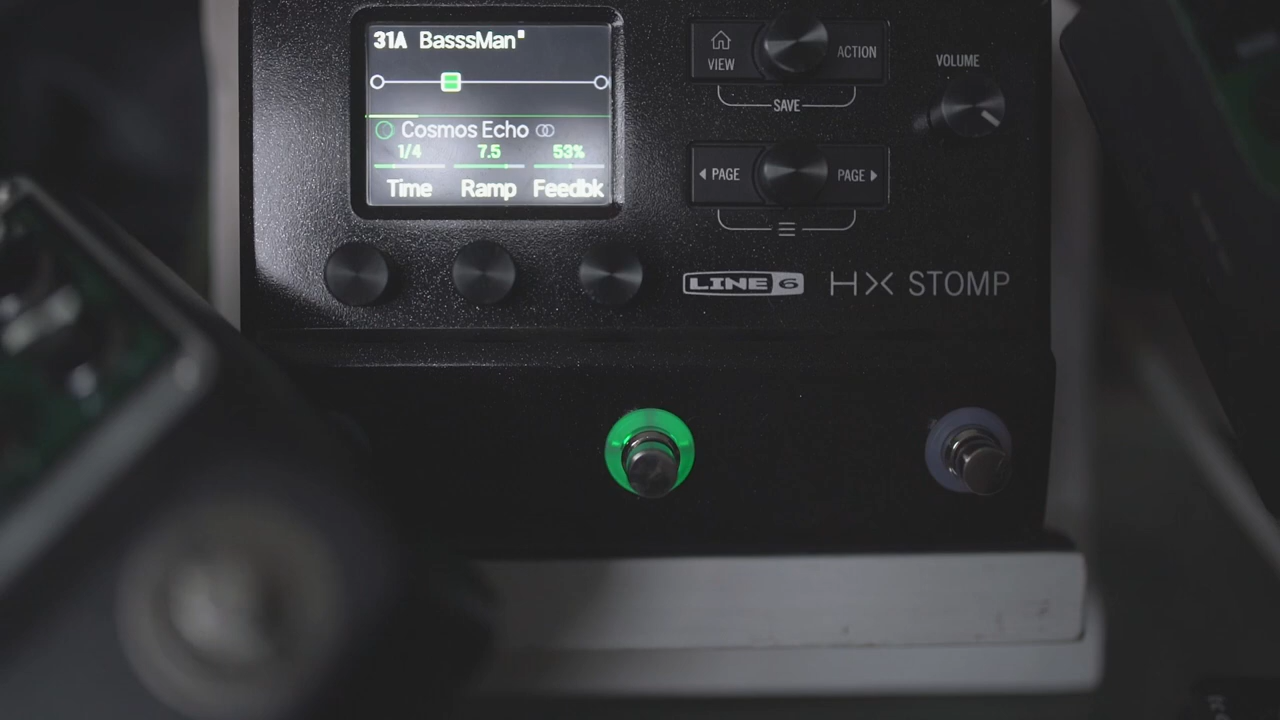 31A BasssMan
Cosmos Echo
1/4 7.5 53%
Time Ramp Feedbk
VIEW ACTION
SAVE
VOLUME
PAGE PAGE
LINE 6 HX STOMP